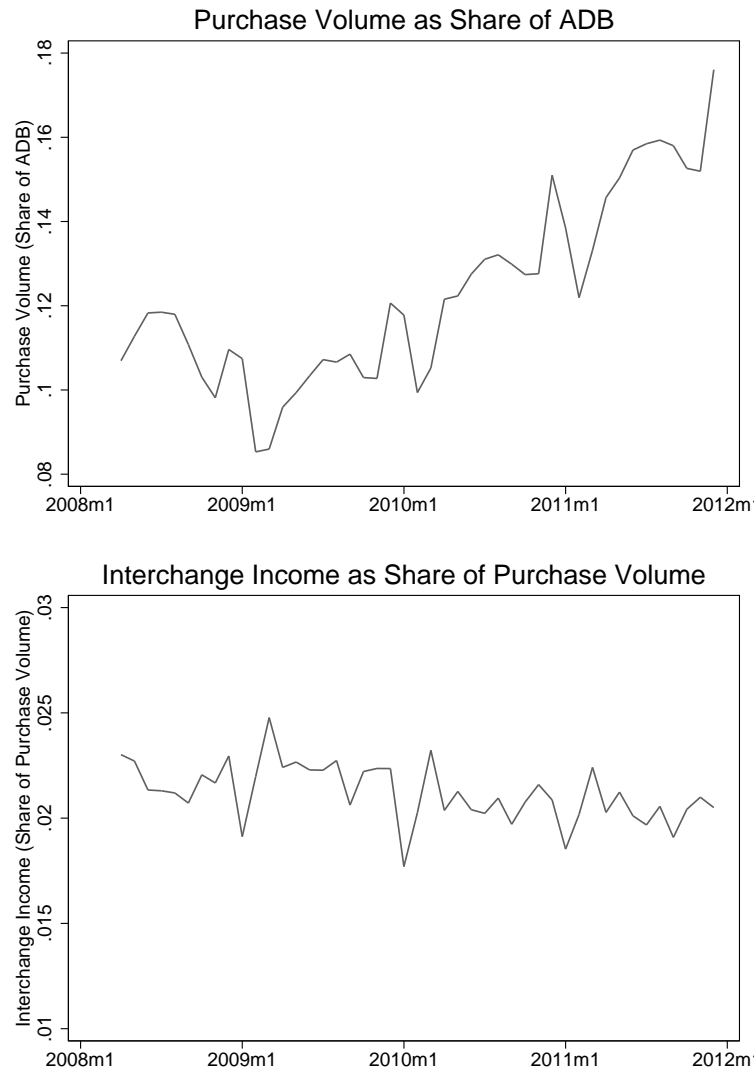 Purchase Volume as Share of ADB
Purchase Volume (Share of ADB)
.18
.16
.14
.12
.1
.08
2008m1 2009m1 2010m1 2011m1 2012m1
Interchange Income as Share of Purchase Volume
Interchange Income (Share of Purchase Volume)
.03
.025
.02
.015
.01
2008m1 2009m1 2010m1 2011m1 2012m1